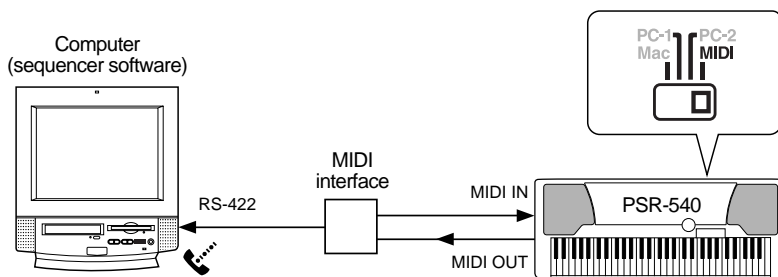 Computer
(sequencer software)
RS-422
MIDI
interface
MIDI IN
MIDI OUT
PC-1 PC-2
Mac MIDI
PSR-540